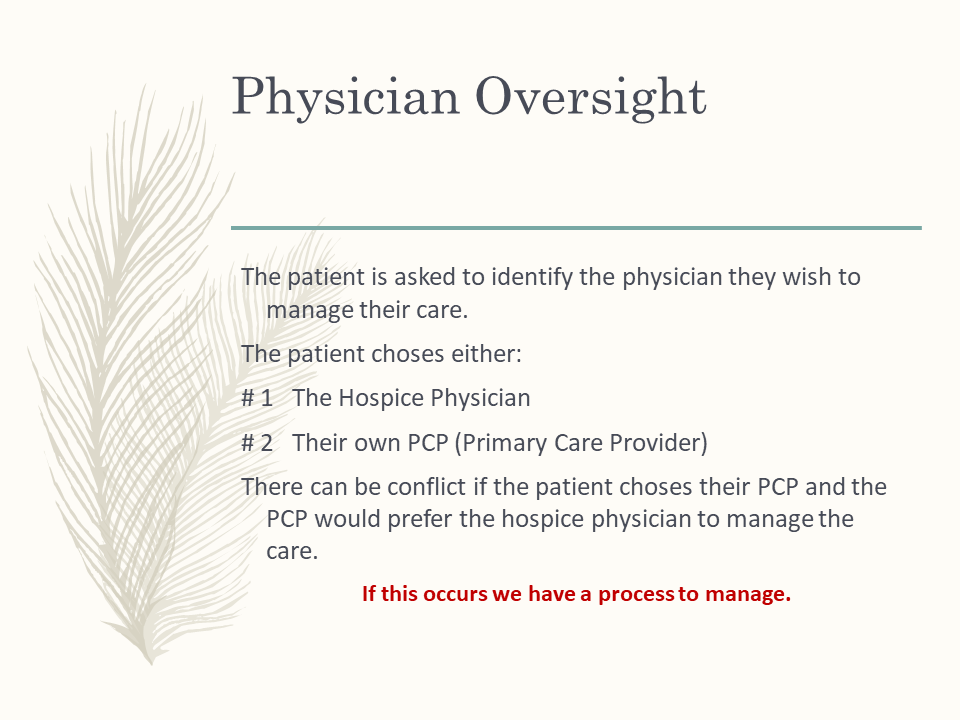 Physician Oversight
The patient is asked to identify the physician they wish to
manage their care.
The patient choses either:
# 1 The Hospice Physician
# 2 Their own PCP (Primary Care Provider)
There can be conflict if the patient choses their PCP and the
PCP would prefer the hospice physician to manage the
care.
If this occurs we have a process to manage.